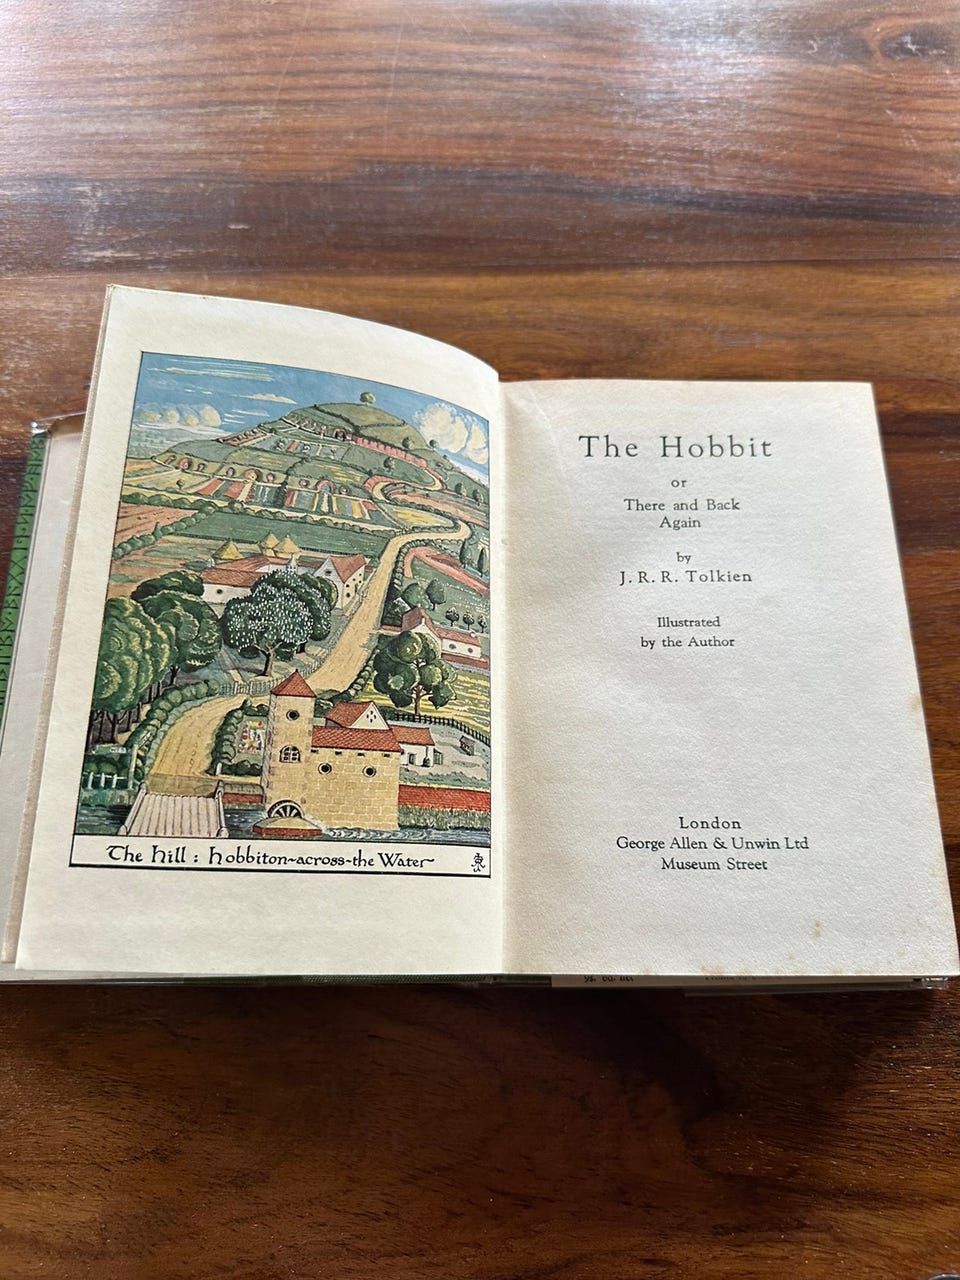 The Hill : Hobbiton-across-the Water
The Hobbit
or
There and Back
Again
by
J. R. R. Tolkien
Illustrated
by the Author
London
George Allen & Unwin Ltd
Museum Street